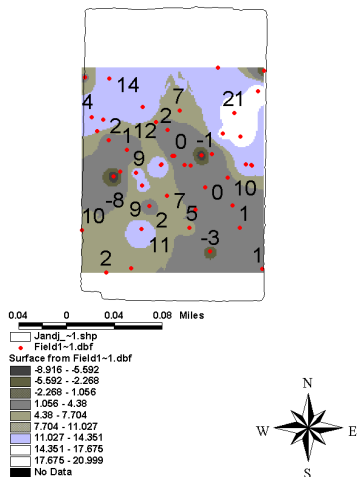 14
21
4
7
2
12
2
-1
1
0
9
-8
10
0
10
9
7
2
5
1
11
-3
2
1
0.04 0 0.04 0.08 Miles
Jandj_~1.shp
Field1~1.dbf
Surface from Field1~1.dbf
-8.916 - -5.592
-5.592 - -2.268
-2.268 - 1.056
1.056 - 4.38
4.38 - 7.704
7.704 - 11.027
11.027 - 14.351
14.351 - 17.675
17.675 - 20.999
No Data
N
W E
S